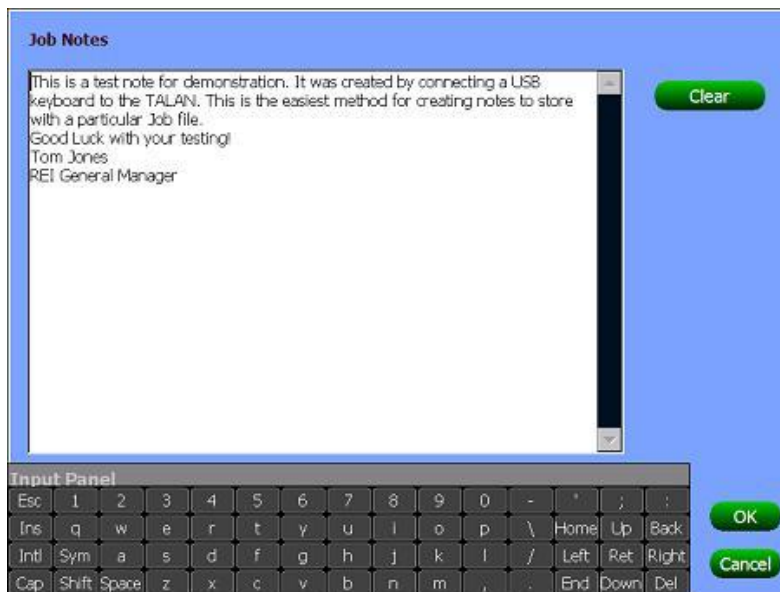 Job Notes
This is a test note for demonstration. It was created by connecting a USB
keyboard to the TALAN. This is the easiest method for creating notes to store
with a particular Job file.
Good Luck with your testing!
Tom Jones
REI General Manager
Clear
Input Panel
Esc 1 2 3 4 5 6 7 8 9 0 - ' ; :
Ins q w e r t y u i o p \ Home Up Back
Intl Sym a s d f g h j k l / Left Ret Right
Cap Shift Space z x c v b n m , . End Down Del
OK
Cancel